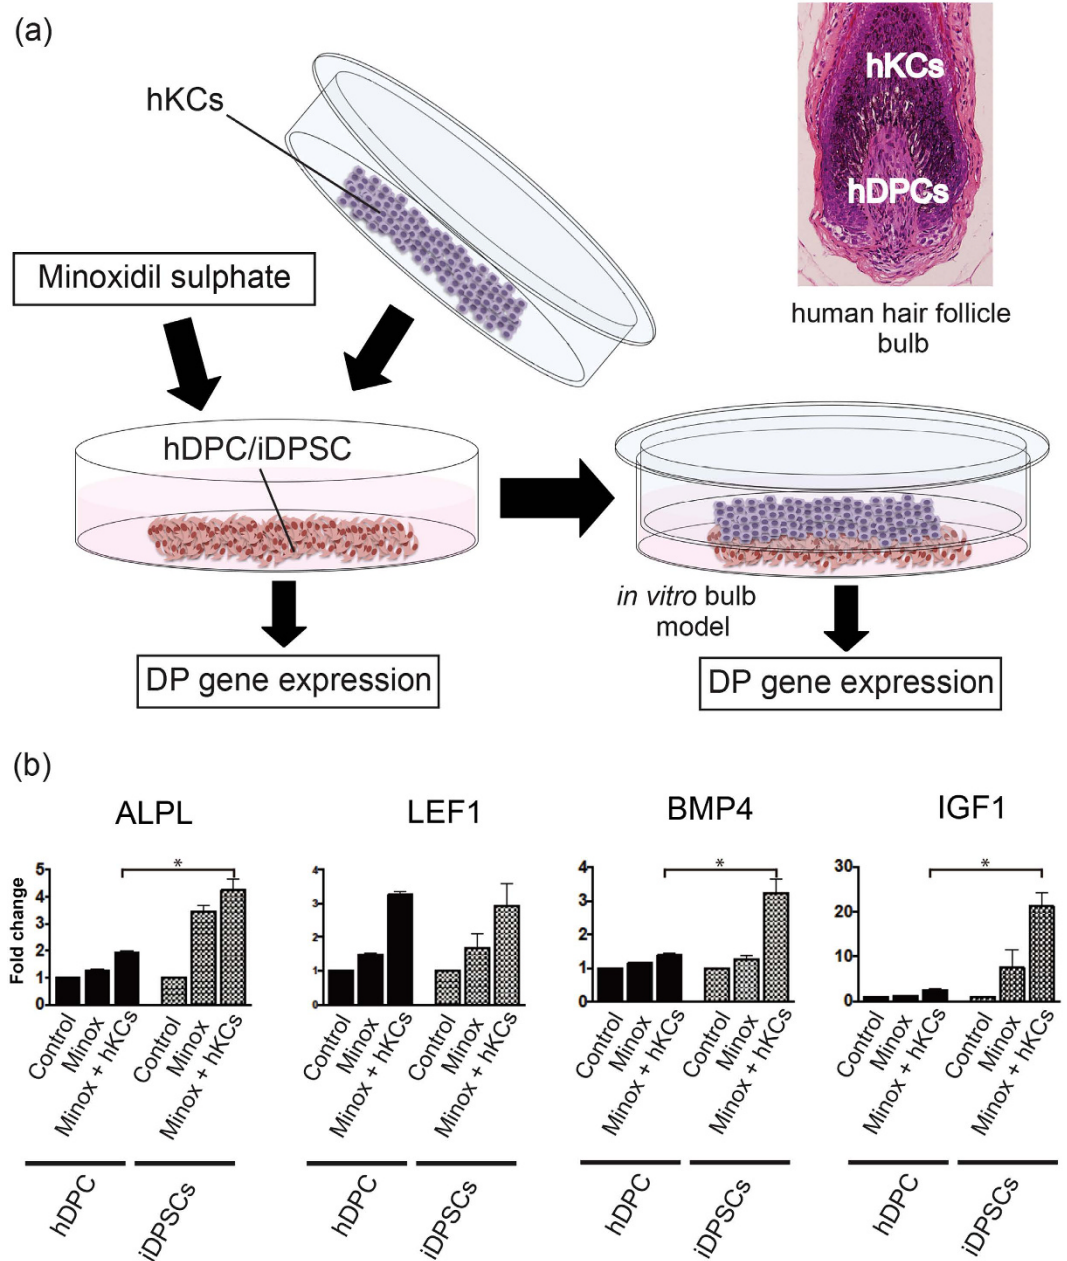 (a)
hKCs
hKCs
hDPCs
Minoxidil sulphate
human hair follicle
bulb
hDPC/iDPSC
in vitro bulb
model
DP gene expression
DP gene expression
(b)
ALPL
LEF1
BMP4
IGF1
Fold change
5
4
3
2
1
0
*
Control
Minox
Minox + hKCs
Control
Minox
Minox + hKCs
hDPC
iDPSCs
4
3
2
1
0
Control
Minox
Minox + hKCs
Control
Minox
Minox + hKCs
hDPC
iDPSCs
4
3
2
1
0
*
Control
Minox
Minox + hKCs
Control
Minox
Minox + hKCs
hDPC
iDPSCs
30
20
10
0
*
Control
Minox
Minox + hKCs
Control
Minox
Minox + hKCs
hDPC
iDPSCs